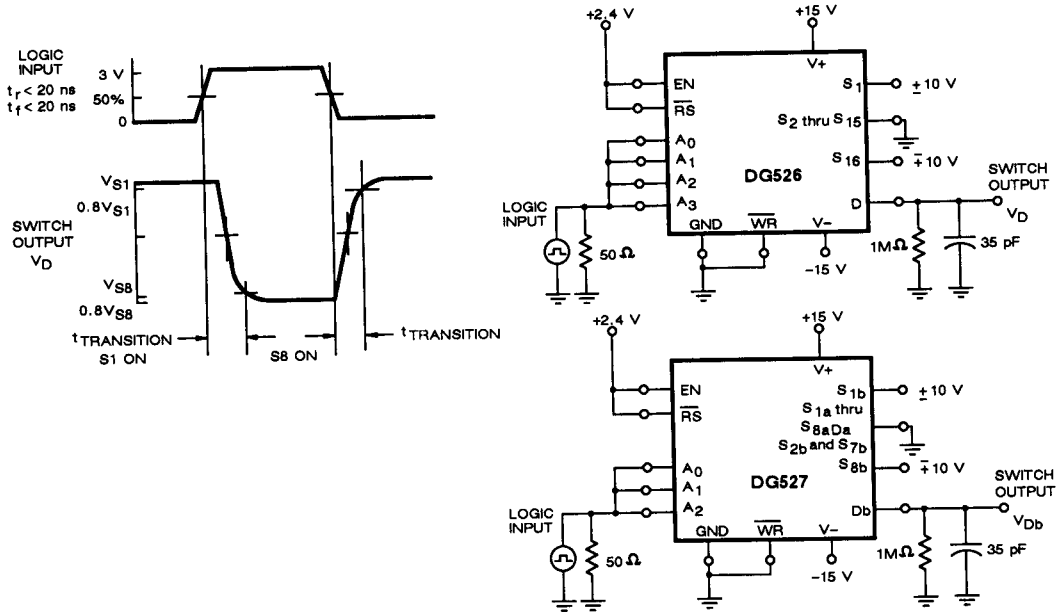 LOGIC
INPUT
tr < 20 ns
tf < 20 ns
3 V
50%
0
VS1
0.8VS1
SWITCH
OUTPUT
VD
VS8
0.8VS8
tTRANSITION
S1 ON
S8 ON
tTRANSITION
+2.4 V
+15 V
V+
EN
RS
A0
A1
A2
A3
S1
± 10 V
S2 thru S15
S16
∓10 V
DG526
D
SWITCH
OUTPUT
VD
LOGIC
INPUT
50 Ω
GND
WR
V−
−15 V
1MΩ
35 pF
+2.4 V
+15 V
V+
EN
RS
A0
A1
A2
S1b
± 10 V
S1a thru
S8aDa
S2b and S7b
S8b
∓10 V
DG527
Db
SWITCH
OUTPUT
VDb
LOGIC
INPUT
50 Ω
GND
WR
V−
−15 V
1MΩ
35 pF